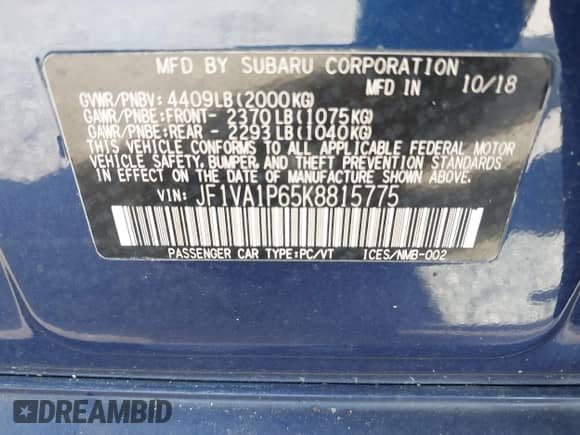 MFD BY SUBARU CORPORATION
MFD IN 10/18
GVWR/PNBV: 4409LB(2000KG)
GAWR/PNBE:FRONT- 2370LB(1075KG)
GAWR/PNBE:REAR - 2293LB(1040KG)
THIS VEHICLE CONFORMS TO ALL APPLICABLE FEDERAL MOTOR
VEHICLE SAFETY, BUMPER, AND THEFT PREVENTION STANDARDS
IN EFFECT ON THE DATE OF MANUFACTURE SHOWN ABOVE.
VIN: JF1VA1P65K8815775
PASSENGER CAR TYPE:PC/VT ICES/NMB-002
DREAMBID